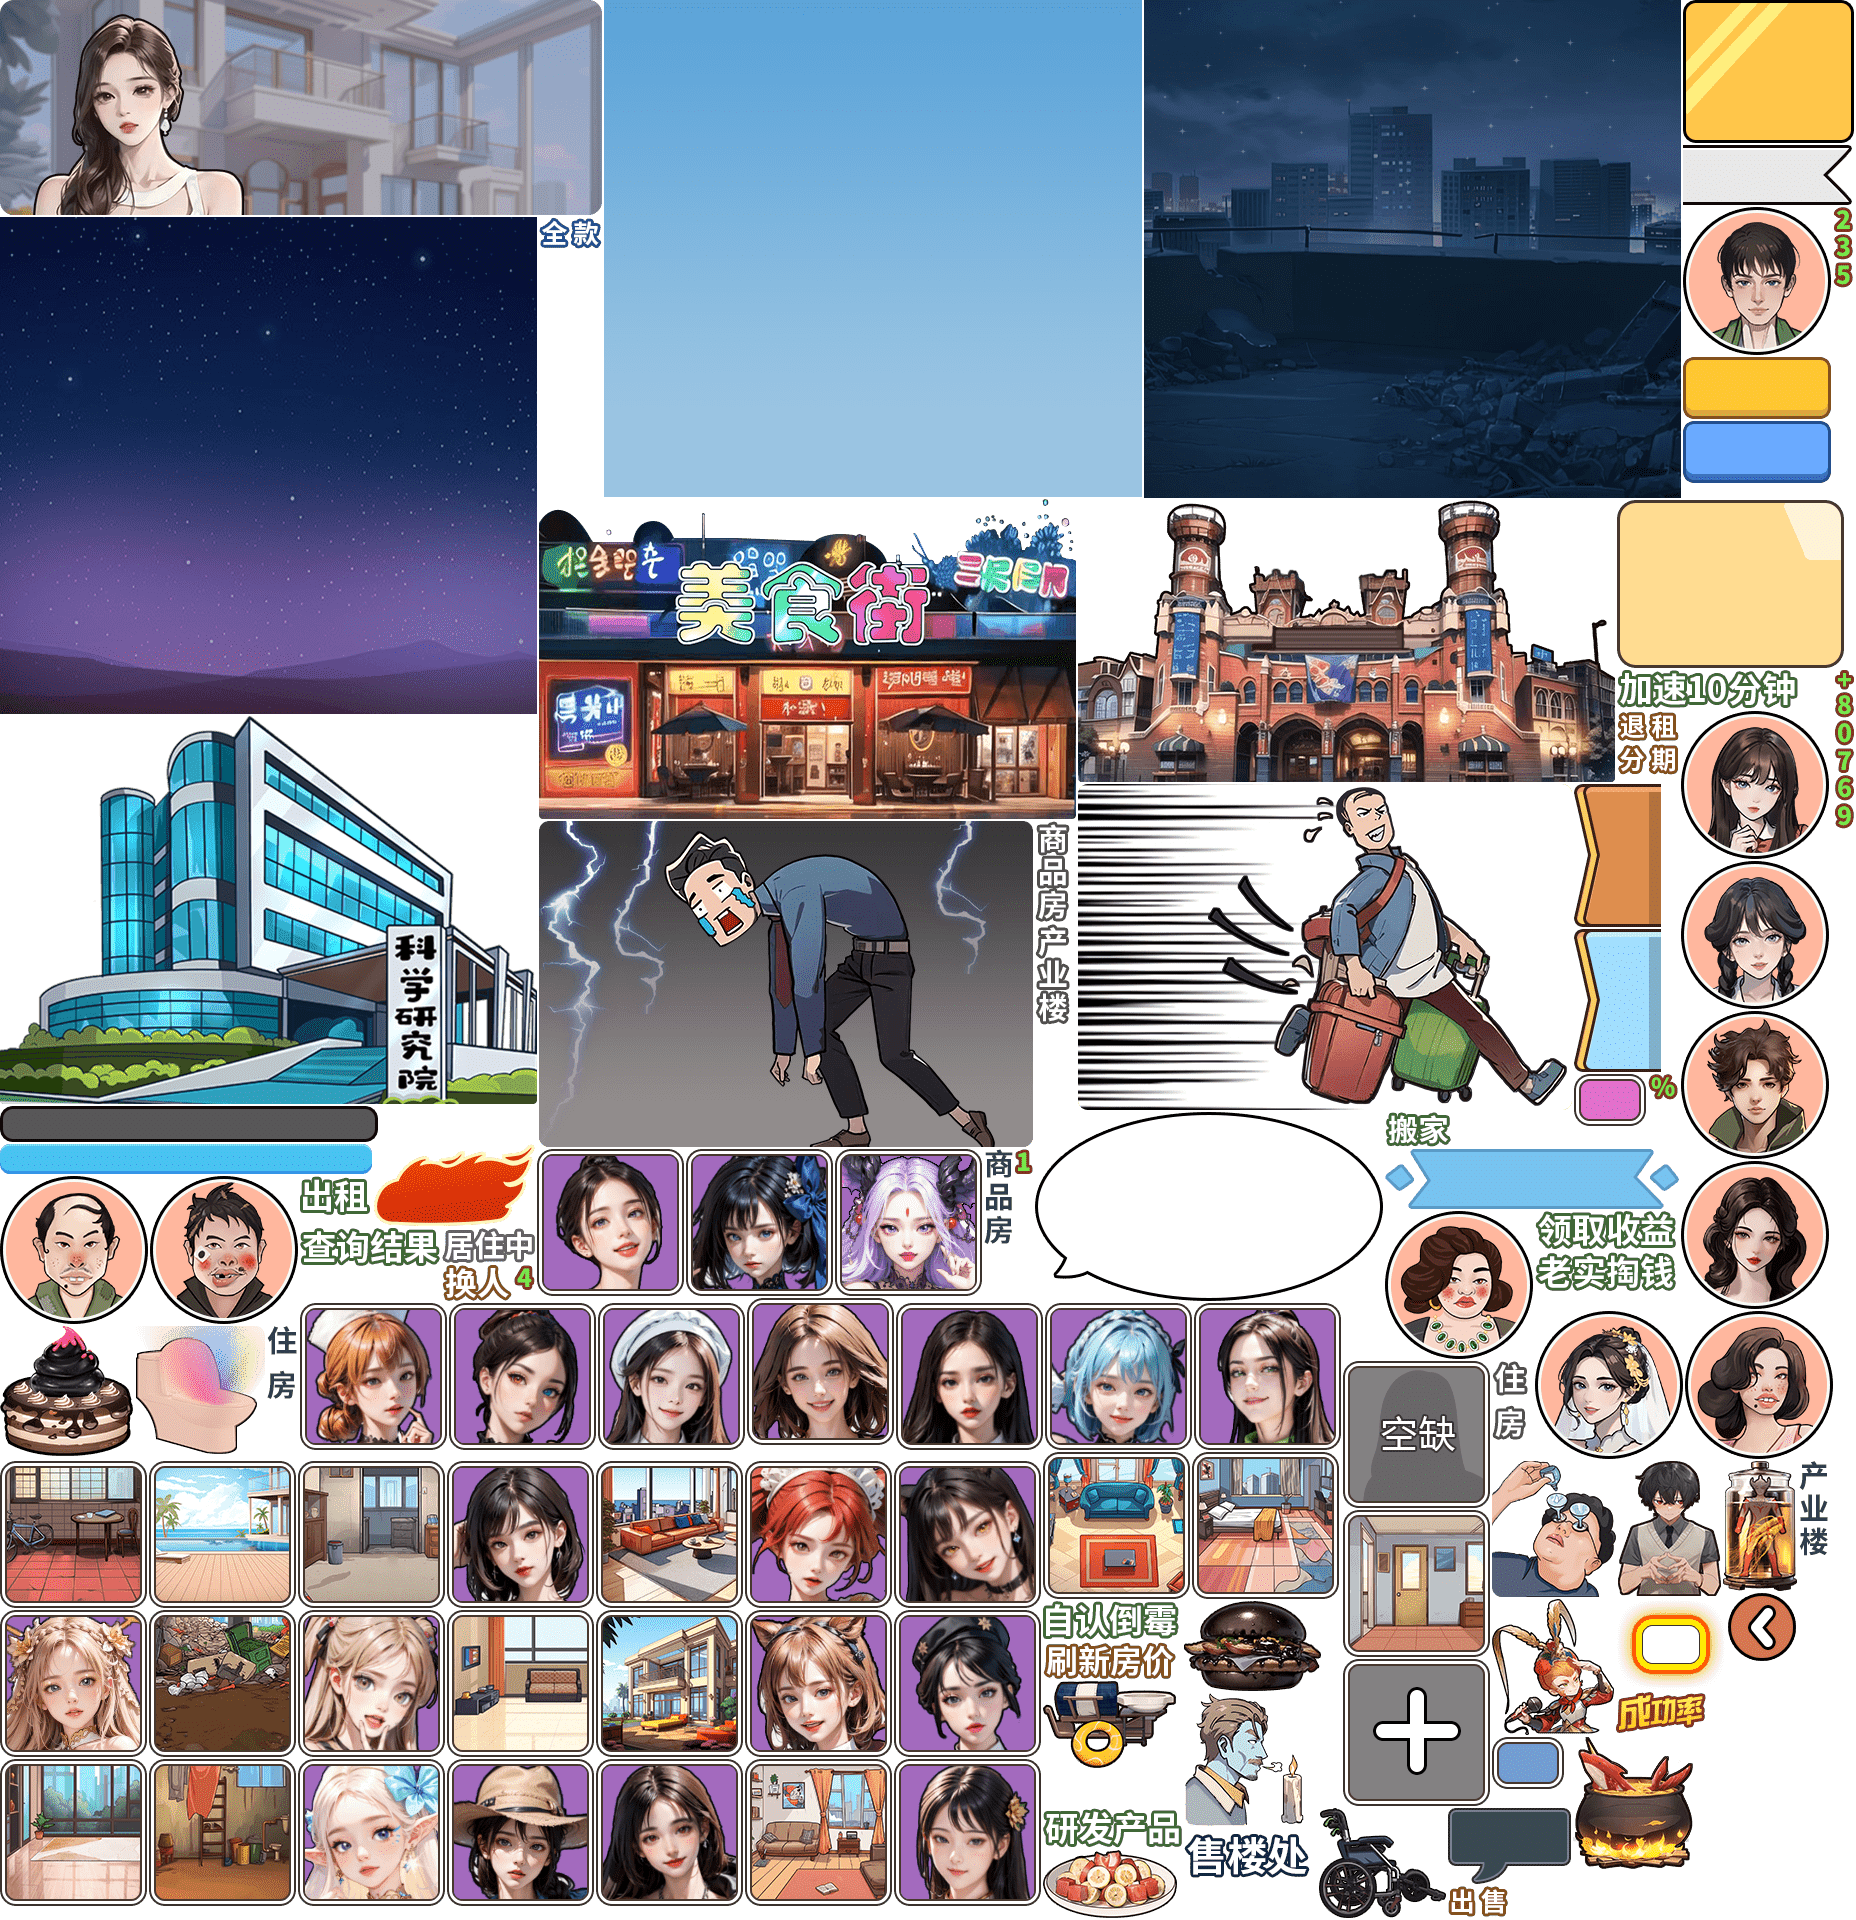 全款
235
美食街
加速10分钟
退租
分期
+80769
科学研究院
商品房
产业楼
%
搬家
出租
查询结果
居住中
换人
4
商品房
1
领取收益
老实掏钱
住房
住房
空缺
产业楼
自认倒霉
刷新房价
成功率
研发产品
售楼处
出售